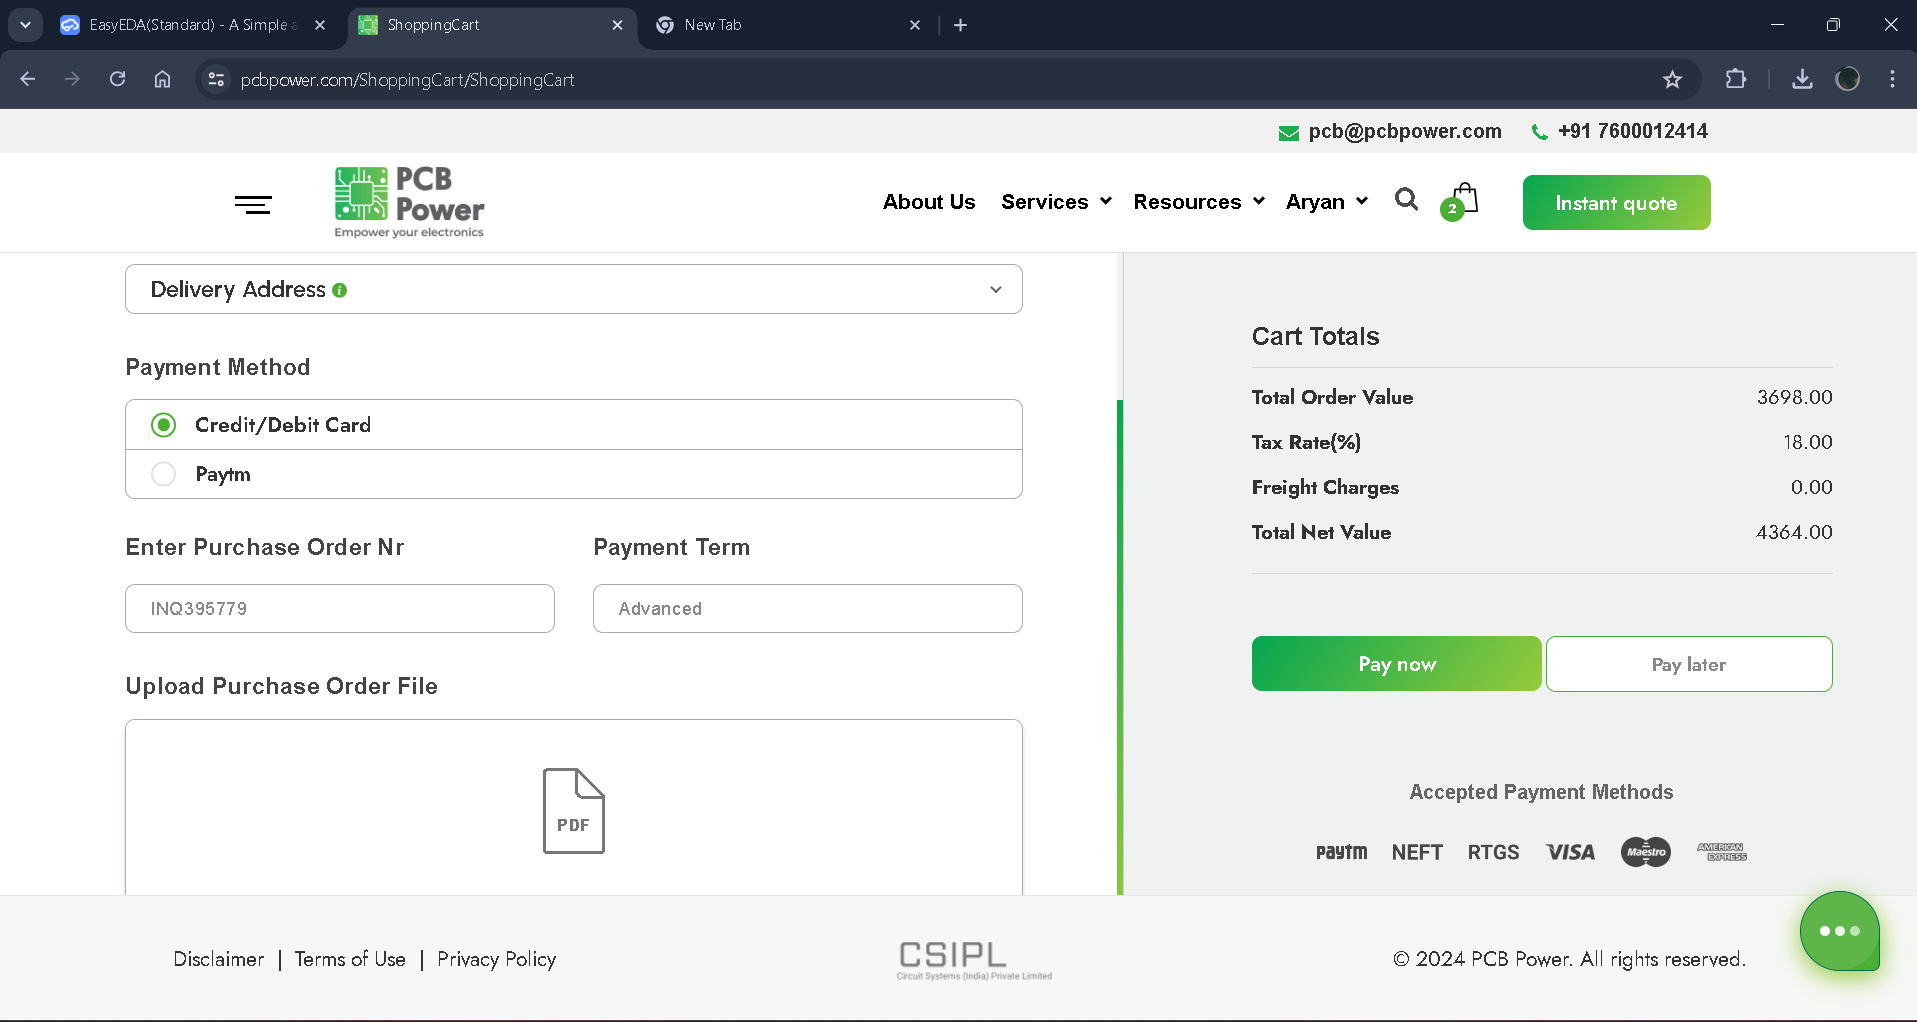 EasyEDA(Standard) - A Simple a
ShoppingCart
New Tab
pcbpower.com/ShoppingCart/ShoppingCart
pcb@pcbpower.com
+91 7600012414
PCB
Power
Empower your electronics
About Us
Services
Resources
Aryan
2
Instant quote
Delivery Address
Payment Method
Credit/Debit Card
Paytm
Enter Purchase Order Nr
Payment Term
INQ395779
Advanced
Upload Purchase Order File
PDF
Cart Totals
Total Order Value 3698.00
Tax Rate(%) 18.00
Freight Charges 0.00
Total Net Value 4364.00
Pay now
Pay later
Accepted Payment Methods
Paytm NEFT RTGS VISA Maestro AMERICAN EXPRESS
Disclaimer | Terms of Use | Privacy Policy
CSIPL
Circuit Systems (India) Private Limited
© 2024 PCB Power. All rights reserved.